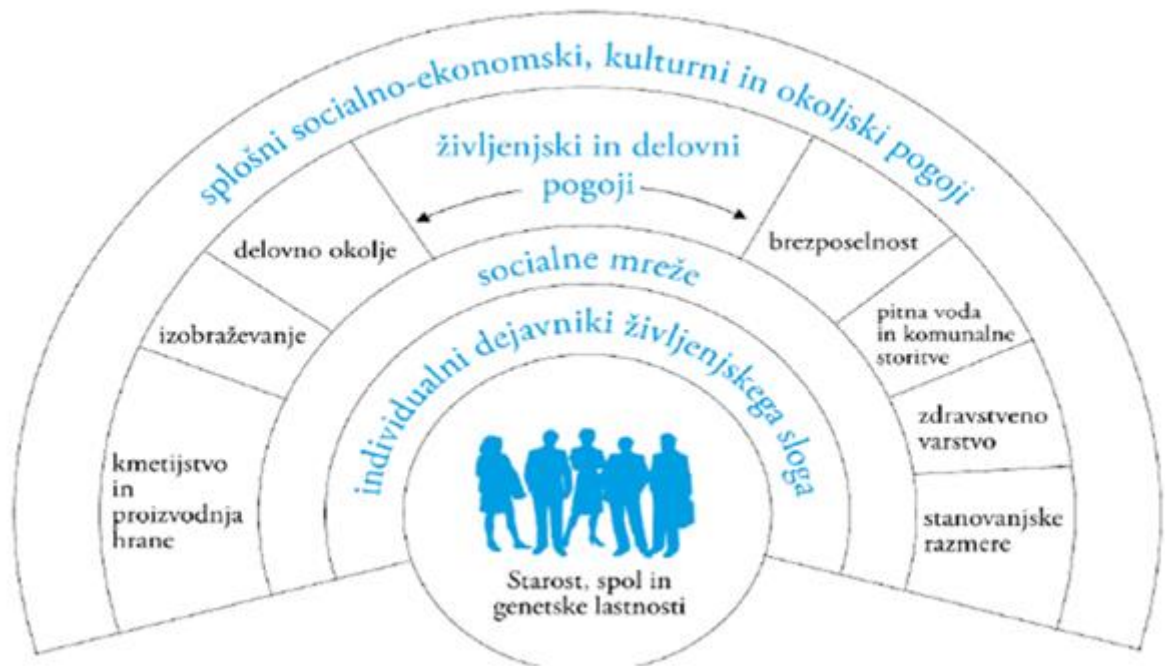 splošni socialno-ekonomski, kulturni in okoljski pogoji
življenjski in delovni
pogoji
delovno okolje
brezposelnost
socialne mreže
izobraževanje
pitna voda
in komunalne
storitve
individualni dejavniki življenjskega sloga
zdravstveno
varstvo
kmetijstvo
in
proizvodnja
hrane
stanovanjske
razmere
Starost, spol in
genetske lastnosti